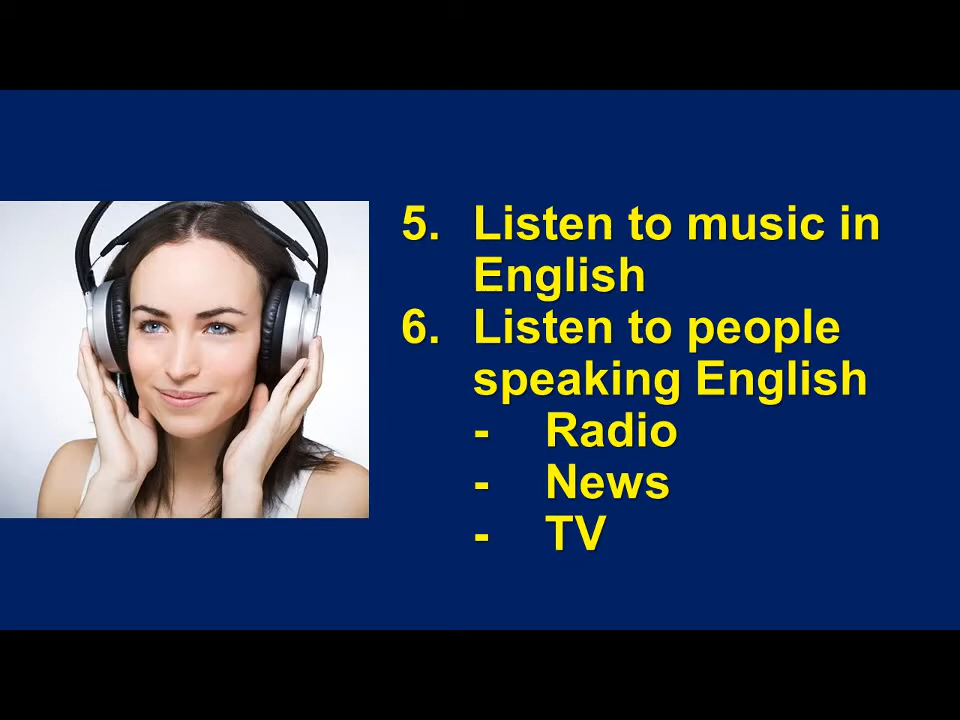 5. Listen to music in
English
6. Listen to people
speaking English
- Radio
- News
- TV